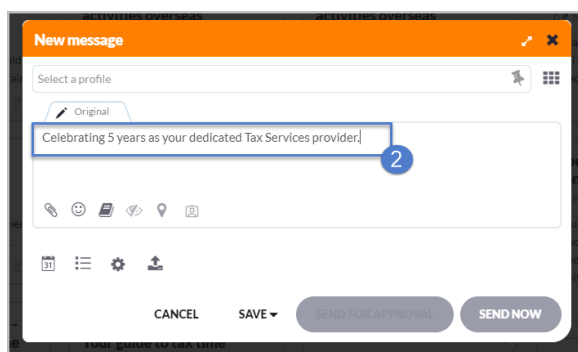 activities overseas activities overseas
New message
Select a profile
Original
Celebrating 5 years as your dedicated Tax Services provider.
2
31
CANCEL SAVE SEND FOR APPROVAL SEND NOW
Your guide to tax time